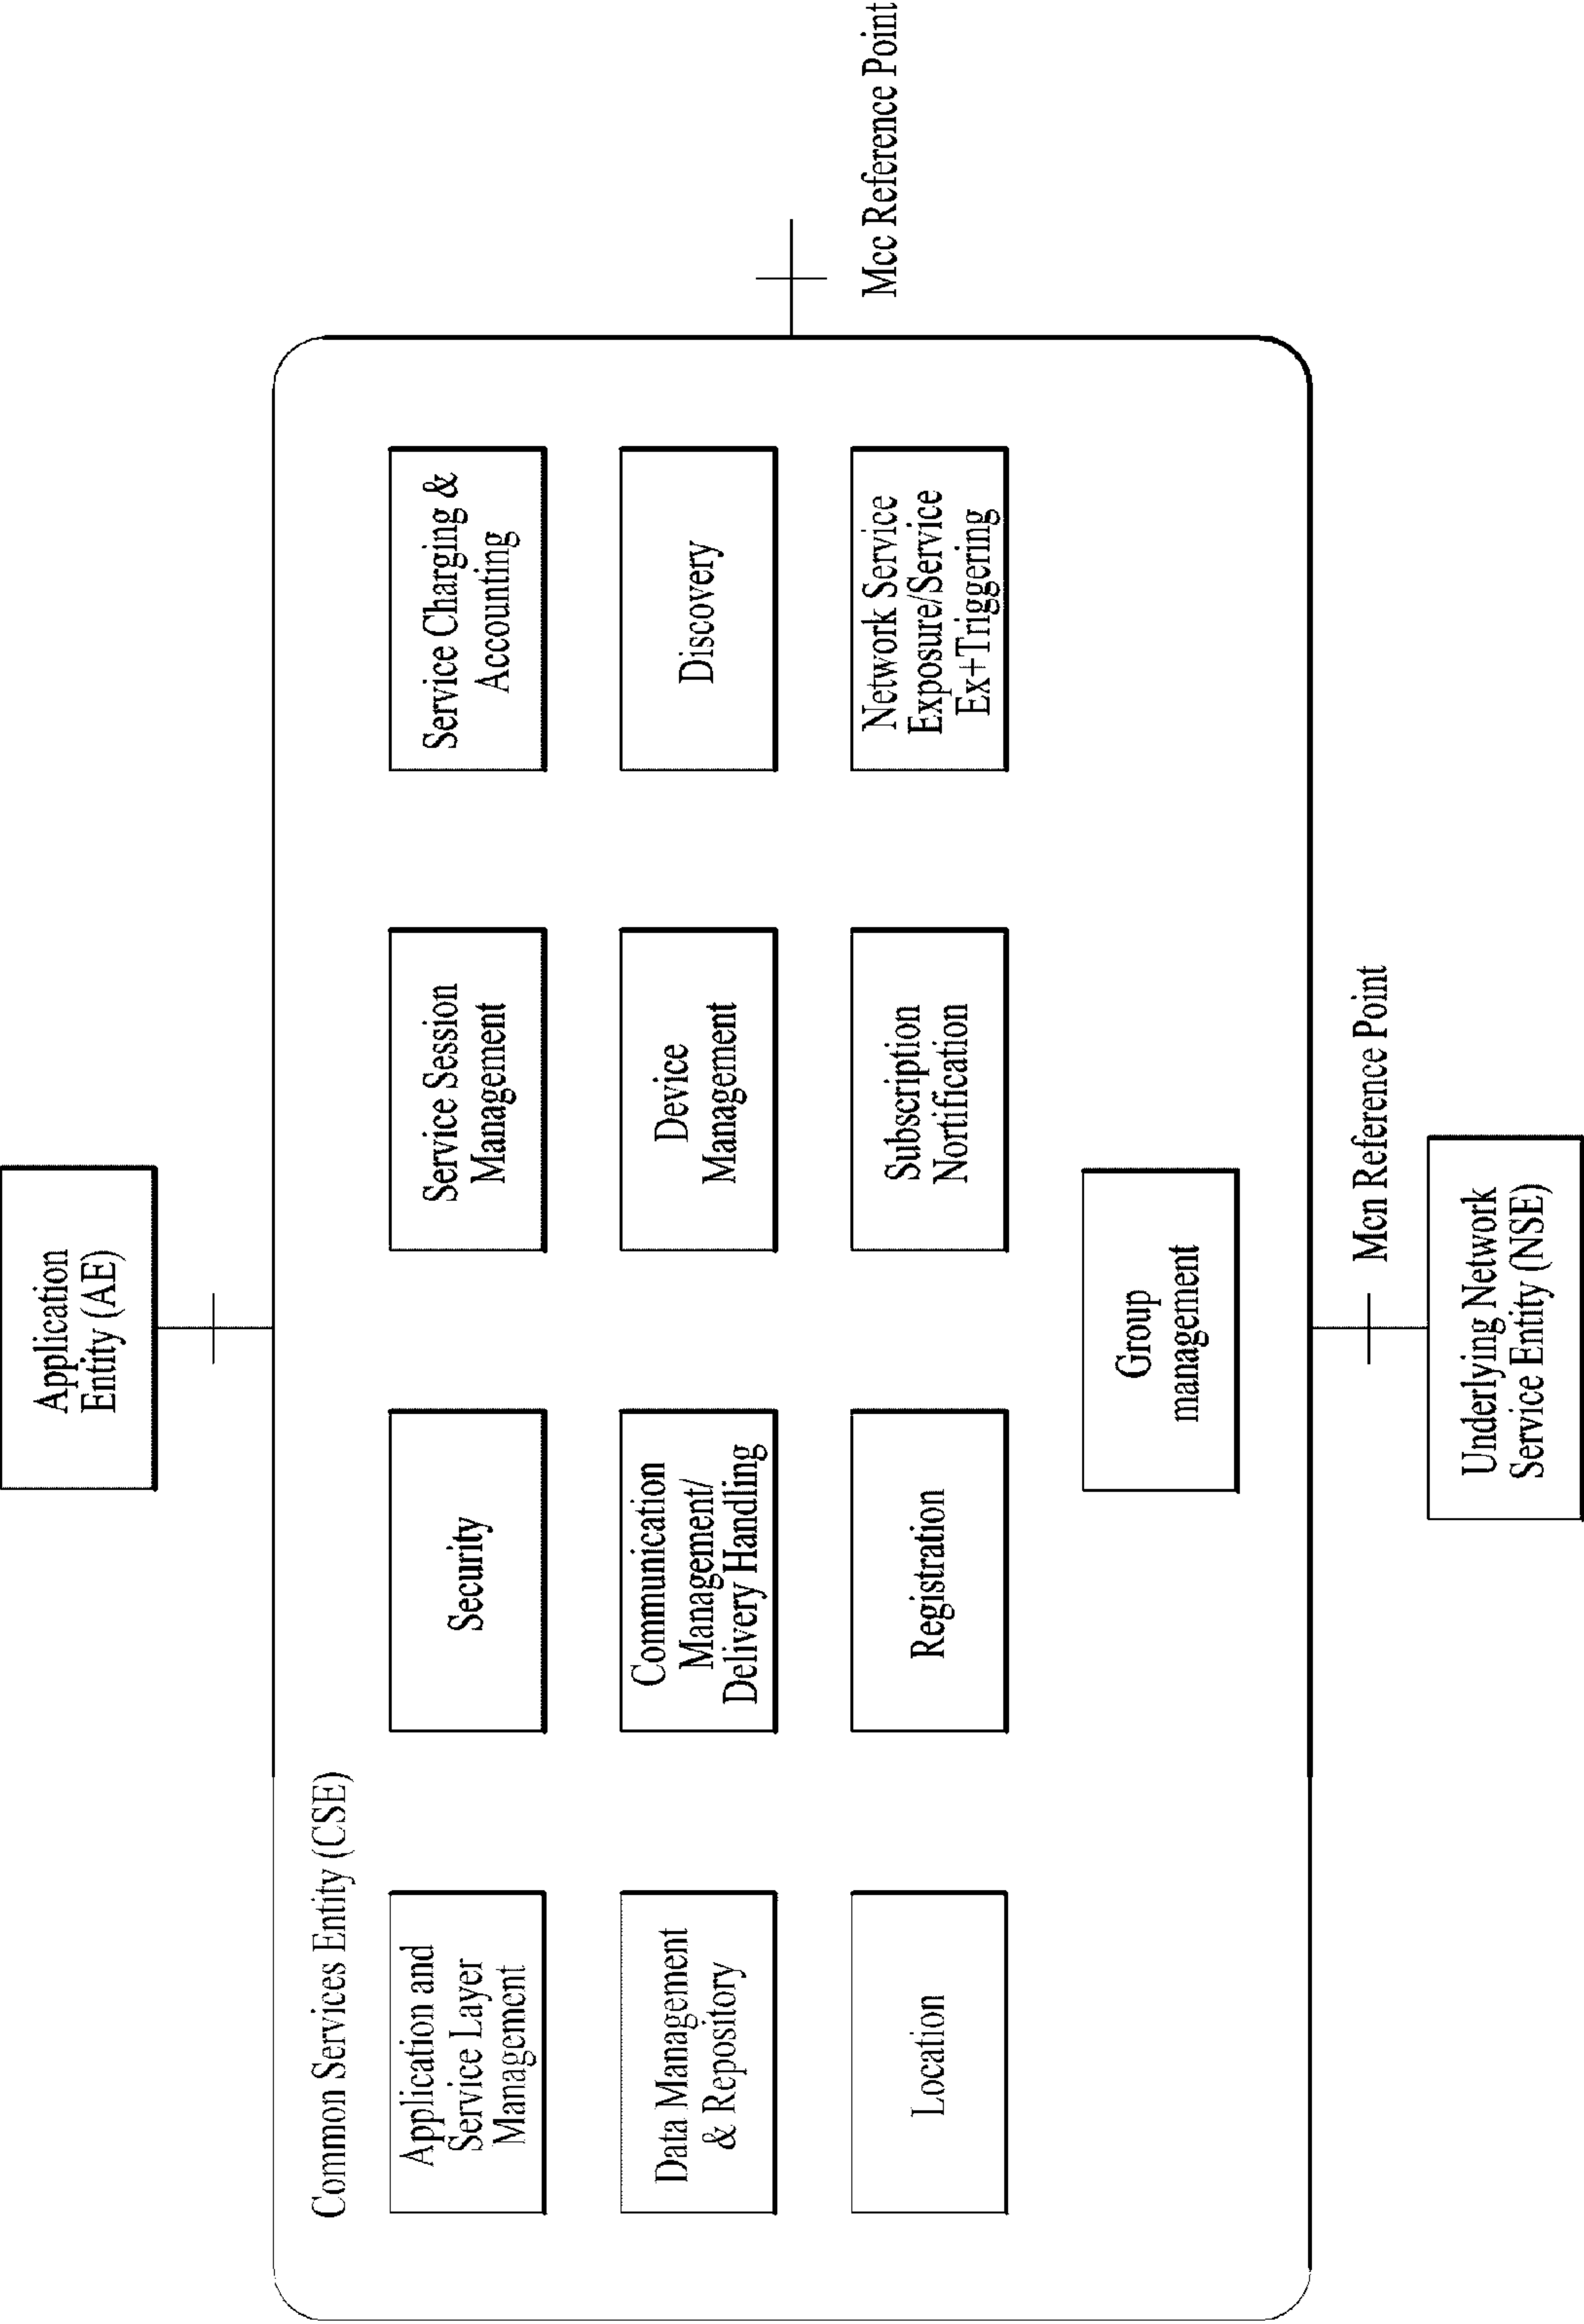 Application
Entity (AE)
Common Services Entity (CSE)
Application and
Service Layer
Management
Security
Service Session
Management
Service Charging &
Accounting
Data Management
& Repository
Communication
Management/
Delivery Handling
Device
Management
Discovery
Mcc Reference Point
Location
Registration
Subscription
Nortification
Network Service
Exposure/Service
Ex+Triggering
Group
management
Mcn Reference Point
Underlying Network
Service Entity (NSE)